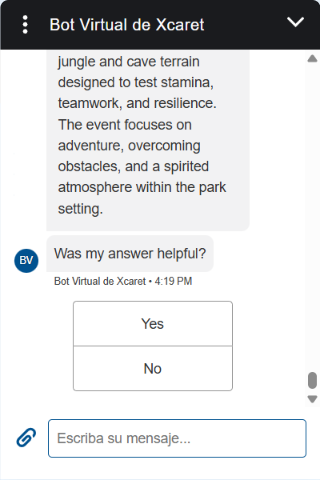 Bot Virtual de Xcaret
jungle and cave terrain
designed to test stamina,
teamwork, and resilience.
The event focuses on
adventure, overcoming
obstacles, and a spirited
atmosphere within the park
setting.
Was my answer helpful?
BV
Bot Virtual de Xcaret • 4:19 PM
Yes
No
Escriba su mensaje...